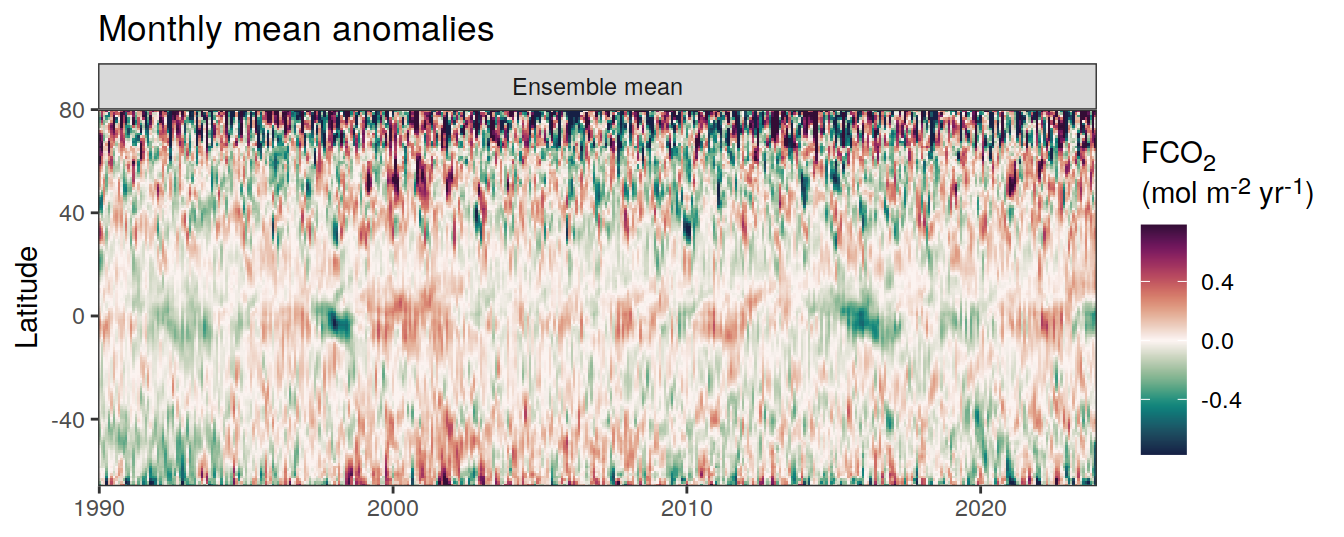 Monthly mean anomalies
Ensemble mean
80
40
0
-40
Latitude
1990
2000
2010
2020
FCO₂
(mol m⁻² yr⁻¹)
0.4
0.0
-0.4